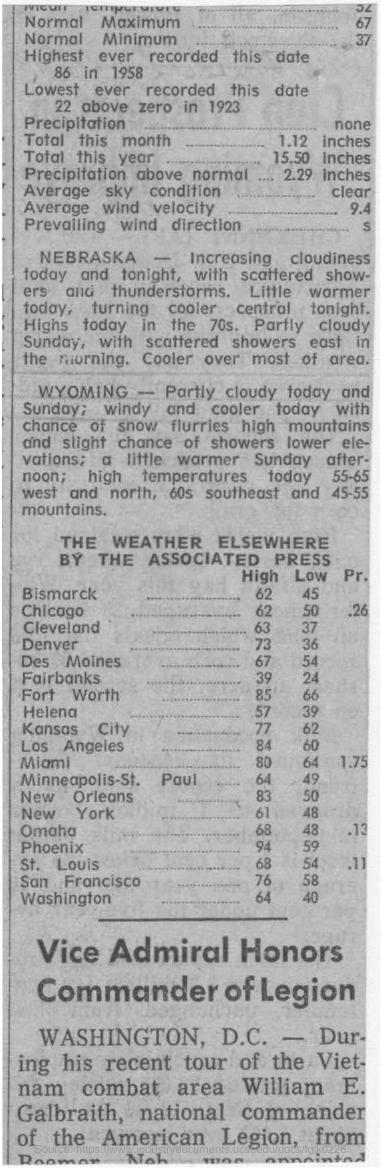 Mean Temperature 52
Normal Maximum 67
Normal Minimum 37
Highest ever recorded this date
86 in 1958
Lowest ever recorded this date
22 above zero in 1923
Precipitation none
Total this month 1.12 inches
Total this year 15.50 inches
Precipitation above normal .... 2.29 inches
Average sky condition clear
Average wind velocity 9.4
Prevailing wind direction s
NEBRASKA — Increasing cloudiness
today and tonight, with scattered show-
ers and thunderstorms. Little warmer
today, turning cooler central tonight.
Highs today in the 70s. Partly cloudy
Sunday, with scattered showers east in
the morning. Cooler over most of area.
WYOMING — Partly cloudy today and
Sunday; windy and cooler today with
chance of snow flurries high mountains
and slight chance of showers lower ele-
vations; a little warmer Sunday after-
noon; high temperatures today 55-65
west and north, 60s southeast and 45-55
mountains.
THE WEATHER ELSEWHERE
BY THE ASSOCIATED PRESS
High Low Pr.
Bismarck 62 45
Chicago 62 50 .26
Cleveland 63 37
Denver 73 36
Des Moines 67 54
Fairbanks 39 24
Fort Worth 85 66
Helena 57 39
Kansas City 77 62
Los Angeles 84 60
Miami 80 64 1.75
Minneapolis-St. Paul 64 49
New Orleans 83 50
New York 61 48
Omaha 68 48 .13
Phoenix 94 59
St. Louis 68 54 .11
San Francisco 76 58
Washington 64 40
Vice Admiral Honors
Commander of Legion
WASHINGTON, D.C. — Dur-
ing his recent tour of the Viet-
nam combat area William E.
Galbraith, national commander
of the American Legion, from
Beemer, Neb., was appointed
Source: https://www.industrydocuments.ucsf.edu/docs/